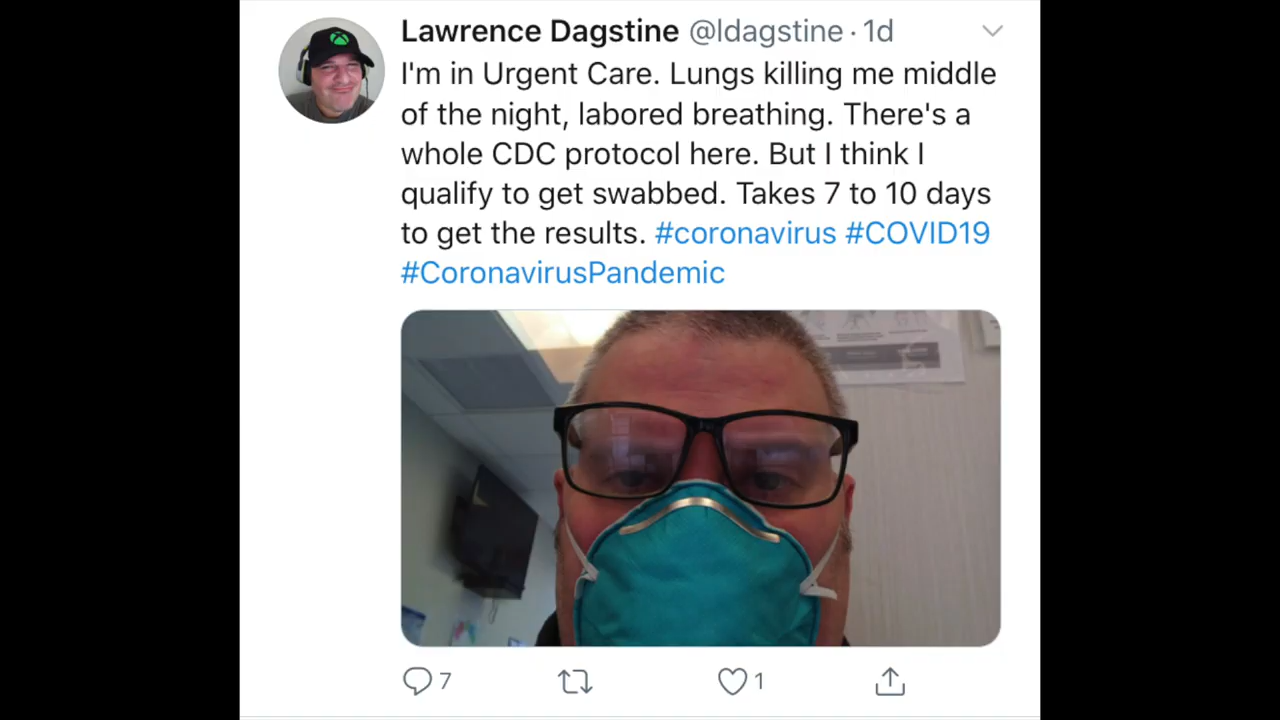 Lawrence Dagstine @ldagstine · 1d
I'm in Urgent Care. Lungs killing me middle
of the night, labored breathing. There's a
whole CDC protocol here. But I think I
qualify to get swabbed. Takes 7 to 10 days
to get the results. #coronavirus #COVID19
#CoronavirusPandemic
7 1